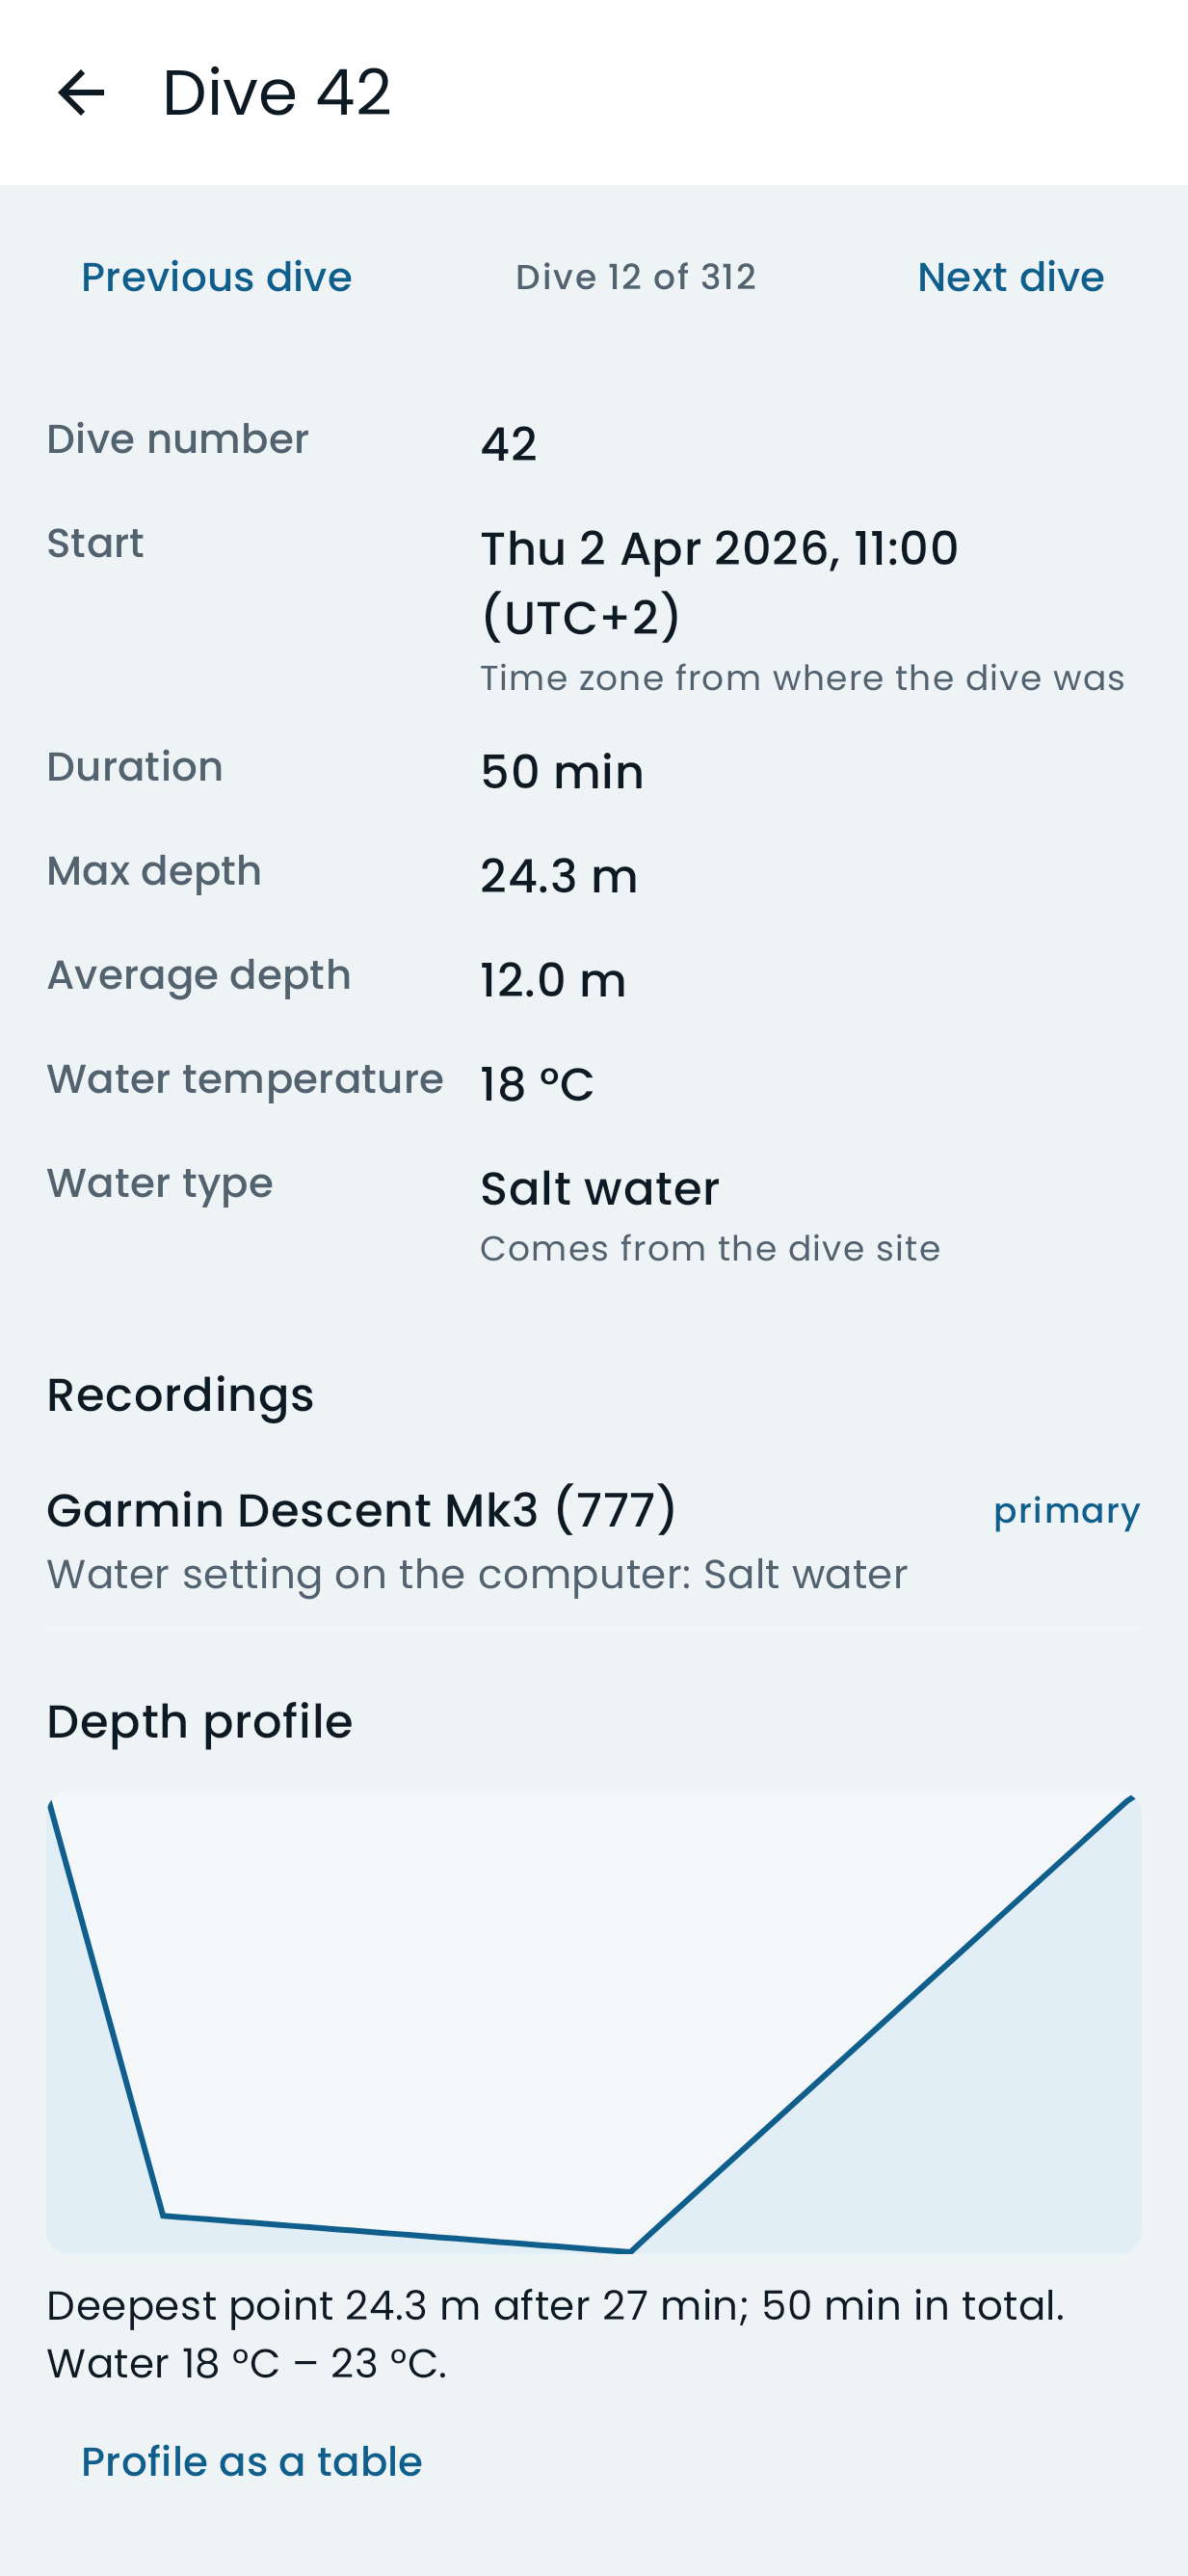 Dive 42
Previous dive
Dive 12 of 312
Next dive
Dive number
42
Start
Thu 2 Apr 2026, 11:00
(UTC+2)
Time zone from where the dive was
Duration
50 min
Max depth
24.3 m
Average depth
12.0 m
Water temperature
18 °C
Water type
Salt water
Comes from the dive site
Recordings
Garmin Descent Mk3 (777)
primary
Water setting on the computer: Salt water
Depth profile
Deepest point 24.3 m after 27 min; 50 min in total.
Water 18 °C – 23 °C.
Profile as a table